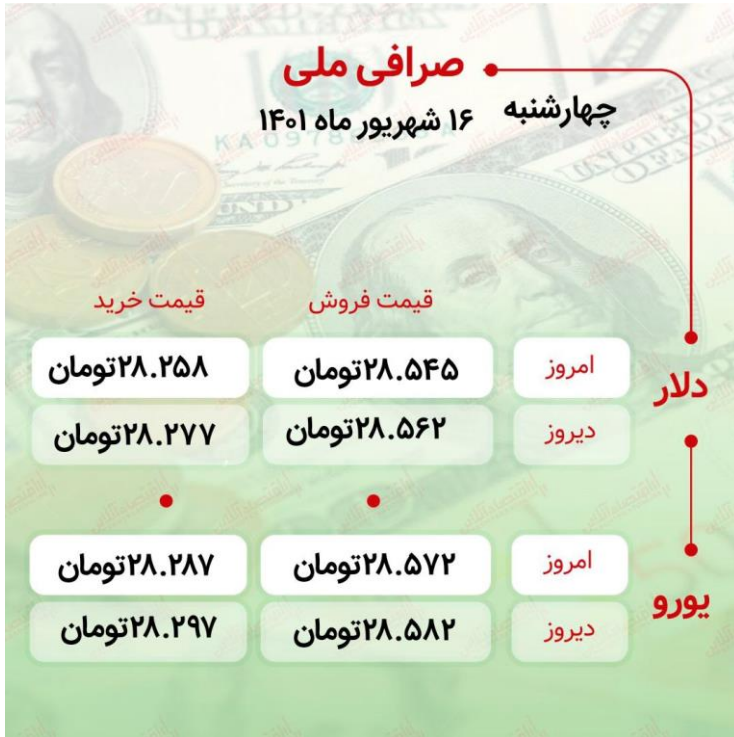 صرافی ملی
چهارشنبه ۱۶ شهریور ماه ۱۴۰۱
قیمت فروش قیمت خرید
دلار
امروز ۲۸.۵۴۵تومان ۲۸.۲۵۸تومان
دیروز ۲۸.۵۶۲تومان ۲۸.۲۷۷تومان
یورو
امروز ۲۸.۵۷۲تومان ۲۸.۲۸۷تومان
دیروز ۲۸.۵۸۲تومان ۲۸.۲۹۷تومان